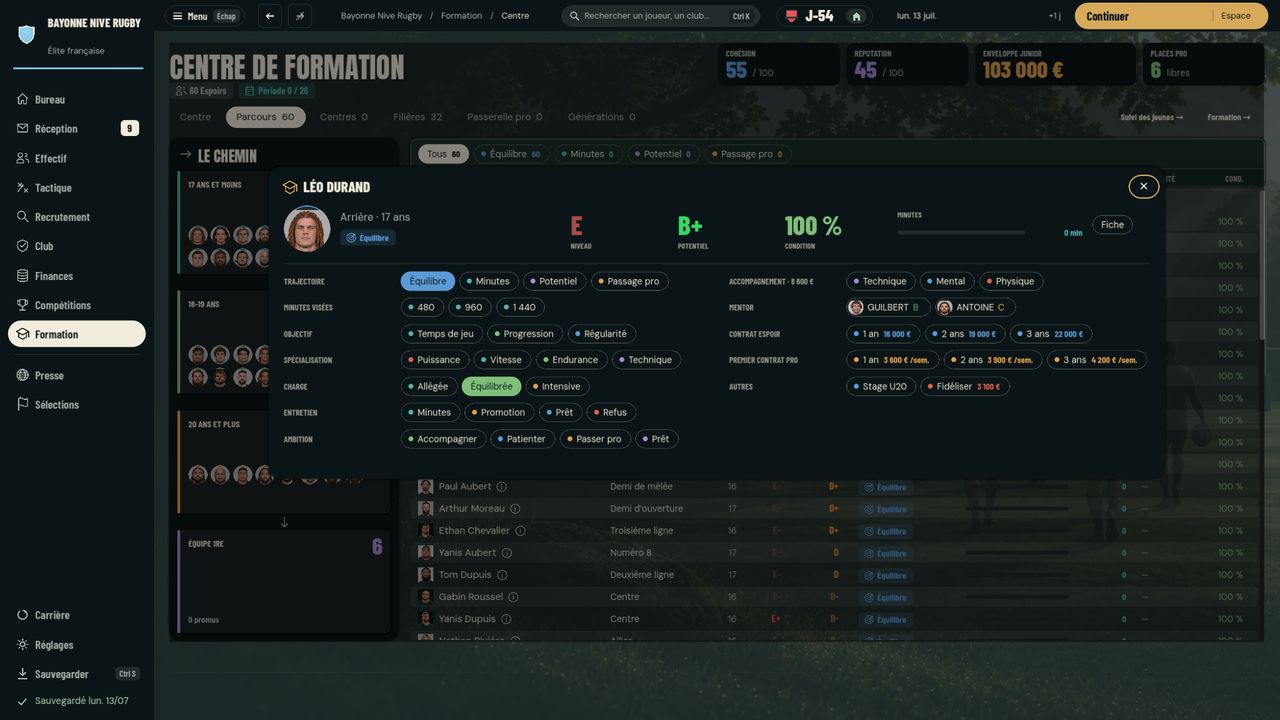 BAYONNE NIVE RUGBY
Élite française
Menu Échap
Bayonne Nive Rugby / Formation / Centre
Rechercher un joueur, un club... Ctrl K
J-54
lun. 13 juil.
+1 j
Continuer Espace
Bureau
Réception 9
Effectif
Tactique
Recrutement
Club
Finances
Compétitions
Formation
Presse
Sélections
Carrière
Réglages
Sauvegarder Ctrl S
Sauvegardé lun. 13/07
CENTRE DE FORMATION
60 Espoirs Période 0 / 26
COHÉSION
55 / 100
RÉPUTATION
45 / 100
ENVELOPPE JUNIOR
103 000 €
PLACES PRO
6 libres
Centre Parcours 60 Centres 0 Filières 32 Passerelle pro 0 Générations 0
Suivi des jeunes → Formation →
LE CHEMIN
17 ANS ET MOINS
18-19 ANS
20 ANS ET PLUS
ÉQUIPE 1RE 6
0 promus
Tous 60 Équilibre 60 Minutes 0 Potentiel 0 Passage pro 0
COND.
LÉO DURAND
Arrière · 17 ans
Équilibre
E
NIVEAU
B+
POTENTIEL
100 %
CONDITION
MINUTES
0 min
Fiche
TRAJECTOIRE Équilibre Minutes Potentiel Passage pro
MINUTES VISÉES 480 960 1 440
OBJECTIF Temps de jeu Progression Régularité
SPÉCIALISATION Puissance Vitesse Endurance Technique
CHARGE Allégée Équilibrée Intensive
ENTRETIEN Minutes Promotion Prêt Refus
AMBITION Accompagner Patienter Passer pro Prêt
ACCOMPAGNEMENT · 8 600 € Technique Mental Physique
MENTOR GUILBERT B ANTOINE C
CONTRAT ESPOIR 1 an 16 000 € 2 ans 19 000 € 3 ans 22 000 €
PREMIER CONTRAT PRO 1 an 3 600 € /sem. 2 ans 3 900 € /sem. 3 ans 4 200 € /sem.
AUTRES Stage U20 Fidéliser 3 100 €
100 %
100 %
100 %
100 %
100 %
100 %
100 %
100 %
100 %
100 %
100 %
100 %
Paul Aubert Demi de mêlée 16 E- D+ Équilibre 0 — 100 %
Arthur Moreau Demi d'ouverture 16 E- D+ Équilibre 0 — 100 %
Ethan Chevalier Troisième ligne 16 E- D+ Équilibre 0 — 100 %
Yanis Aubert Numéro 8 17 E- D Équilibre 0 — 100 %
Tom Dupuis Deuxième ligne 17 E- D Équilibre 0 — 100 %
Gabin Roussel Centre 16 E- D- Équilibre 0 — 100 %
Yanis Dupuis Centre 16 E+ D- Équilibre 0 — 100 %